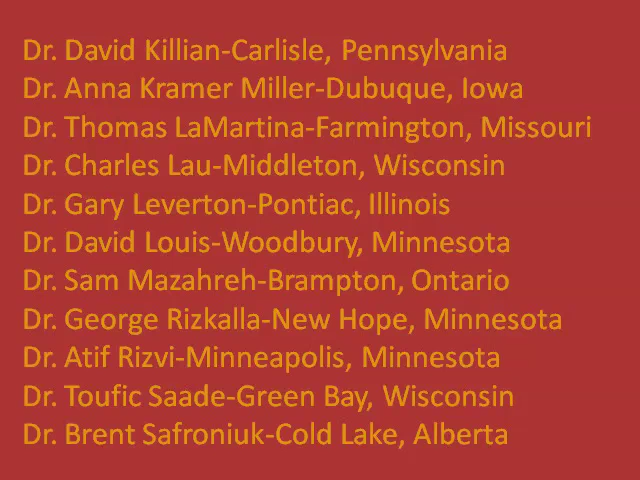 Dr. David Killian-Carlisle, Pennsylvania
Dr. Anna Kramer Miller-Dubuque, Iowa
Dr. Thomas LaMartina-Farmington, Missouri
Dr. Charles Lau-Middleton, Wisconsin
Dr. Gary Leverton-Pontiac, Illinois
Dr. David Louis-Woodbury, Minnesota
Dr. Sam Mazahreh-Brampton, Ontario
Dr. George Rizkalla-New Hope, Minnesota
Dr. Atif Rizvi-Minneapolis, Minnesota
Dr. Toufic Saade-Green Bay, Wisconsin
Dr. Brent Safroniuk-Cold Lake, Alberta